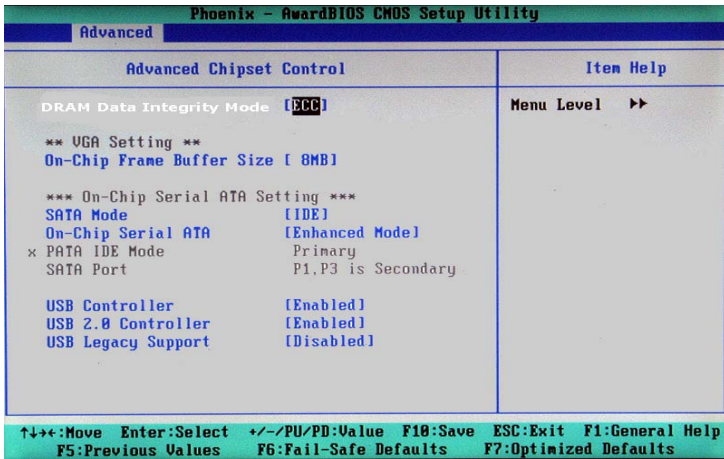 Phoenix - AwardBIOS CMOS Setup Utility
Advanced
Advanced Chipset Control
Item Help
DRAM Data Integrity Mode [ECC]
Menu Level ▶▶
** VGA Setting **
On-Chip Frame Buffer Size [ 8MB]
*** On-Chip Serial ATA Setting ***
SATA Mode [IDE]
On-Chip Serial ATA [Enhanced Mode]
x PATA IDE Mode Primary
SATA Port P1,P3 is Secondary
USB Controller [Enabled]
USB 2.0 Controller [Enabled]
USB Legacy Support [Disabled]
↑↓→←:Move Enter:Select +/-/PU/PD:Value F10:Save ESC:Exit F1:General Help
F5:Previous Values F6:Fail-Safe Defaults F7:Optimized Defaults